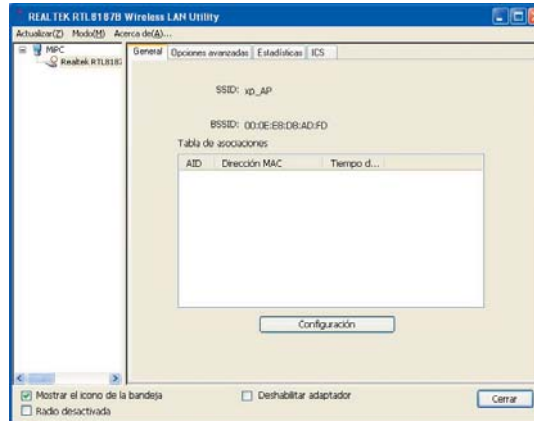 REALTEK RTL8187B Wireless LAN Utility
Actualizar(Z) Modo(M) Acerca de(A)...
MiPC
Realtek RTL8187
General Opciones avanzadas Estadísticas ICS
SSID: xp_AP
BSSID: 00:0E:E8:DB:AD:FD
Tabla de asociaciones
AID Dirección MAC Tiempo d...
Configuración
Mostrar el icono de la bandeja
Radio desactivada
Deshabilitar adaptador
Cerrar